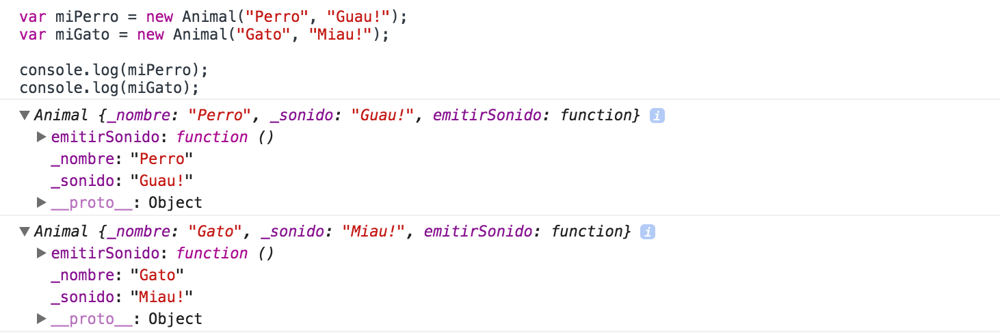 var miPerro = new Animal("Perro", "Guau!");
var miGato = new Animal("Gato", "Miau!");
console.log(miPerro);
console.log(miGato);
▼Animal {_nombre: "Perro", _sonido: "Guau!", emitirSonido: function} i
▶emitirSonido: function ()
_nombre: "Perro"
_sonido: "Guau!"
▶__proto__: Object
▼Animal {_nombre: "Gato", _sonido: "Miau!", emitirSonido: function} i
▶emitirSonido: function ()
_nombre: "Gato"
_sonido: "Miau!"
▶__proto__: Object